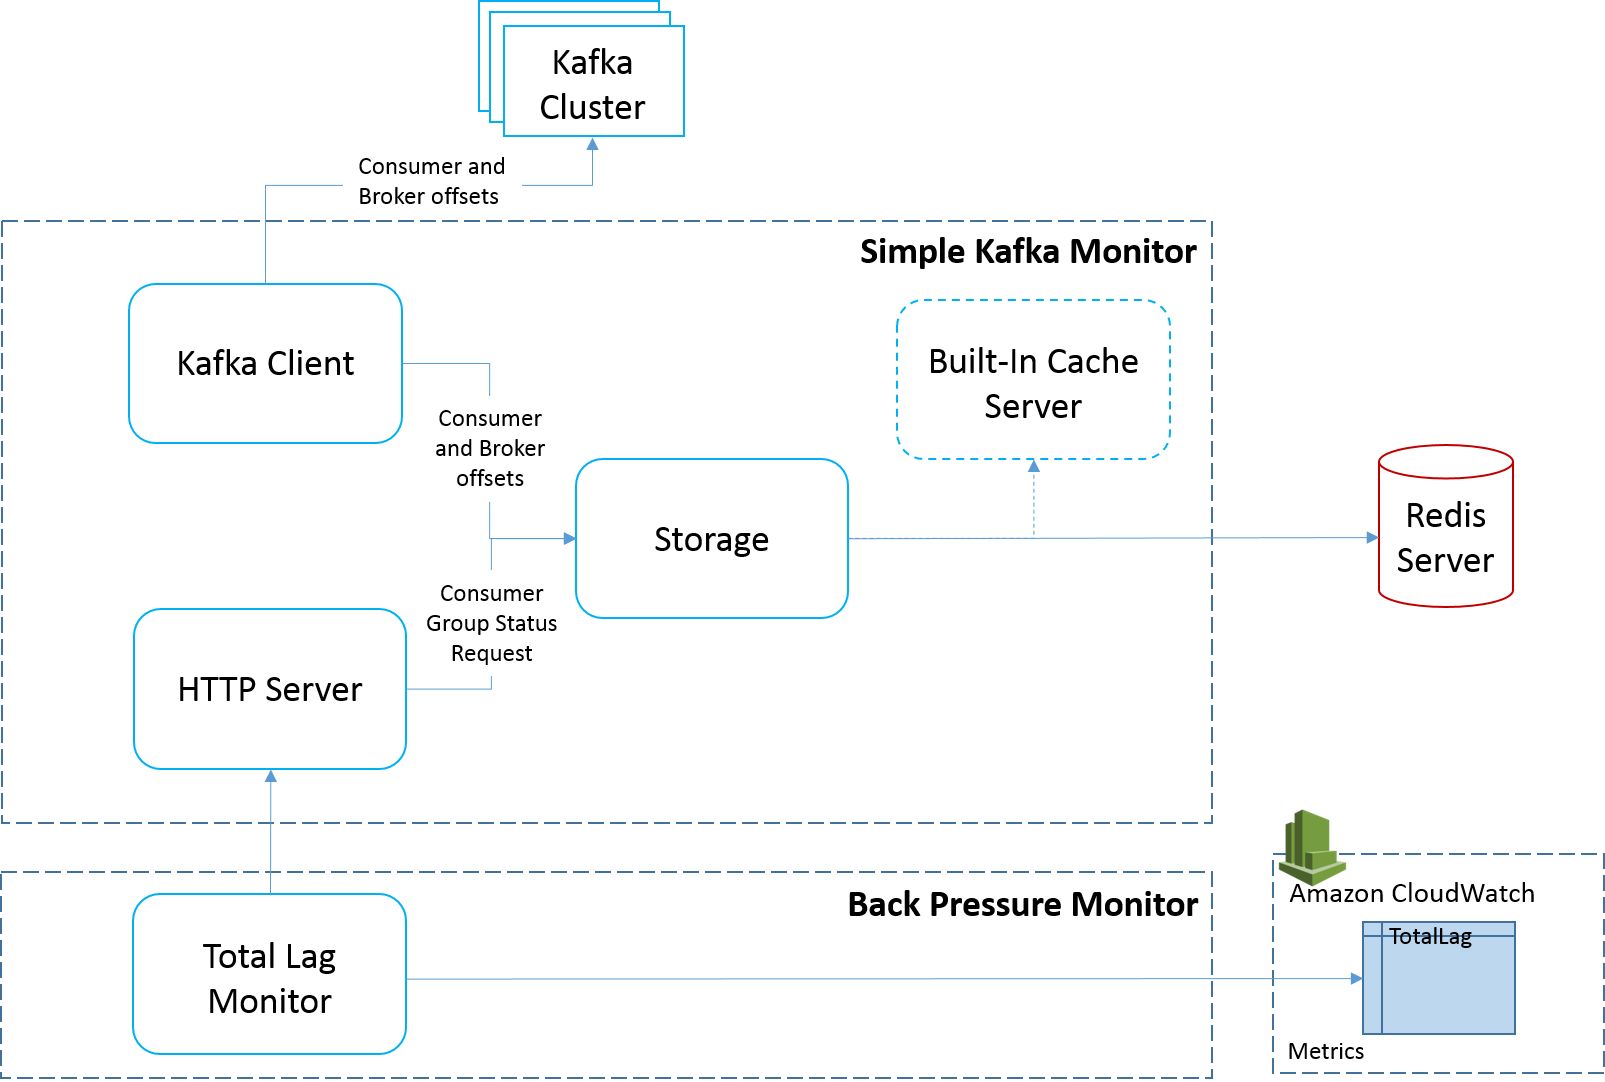 Kafka
Cluster
Consumer and
Broker offsets
Simple Kafka Monitor
Kafka Client
Built-In Cache
Server
Consumer
and Broker
offsets
Storage
Redis
Server
Consumer
Group Status
Request
HTTP Server
Back Pressure Monitor
Amazon CloudWatch
TotalLag
Total Lag
Monitor
Metrics